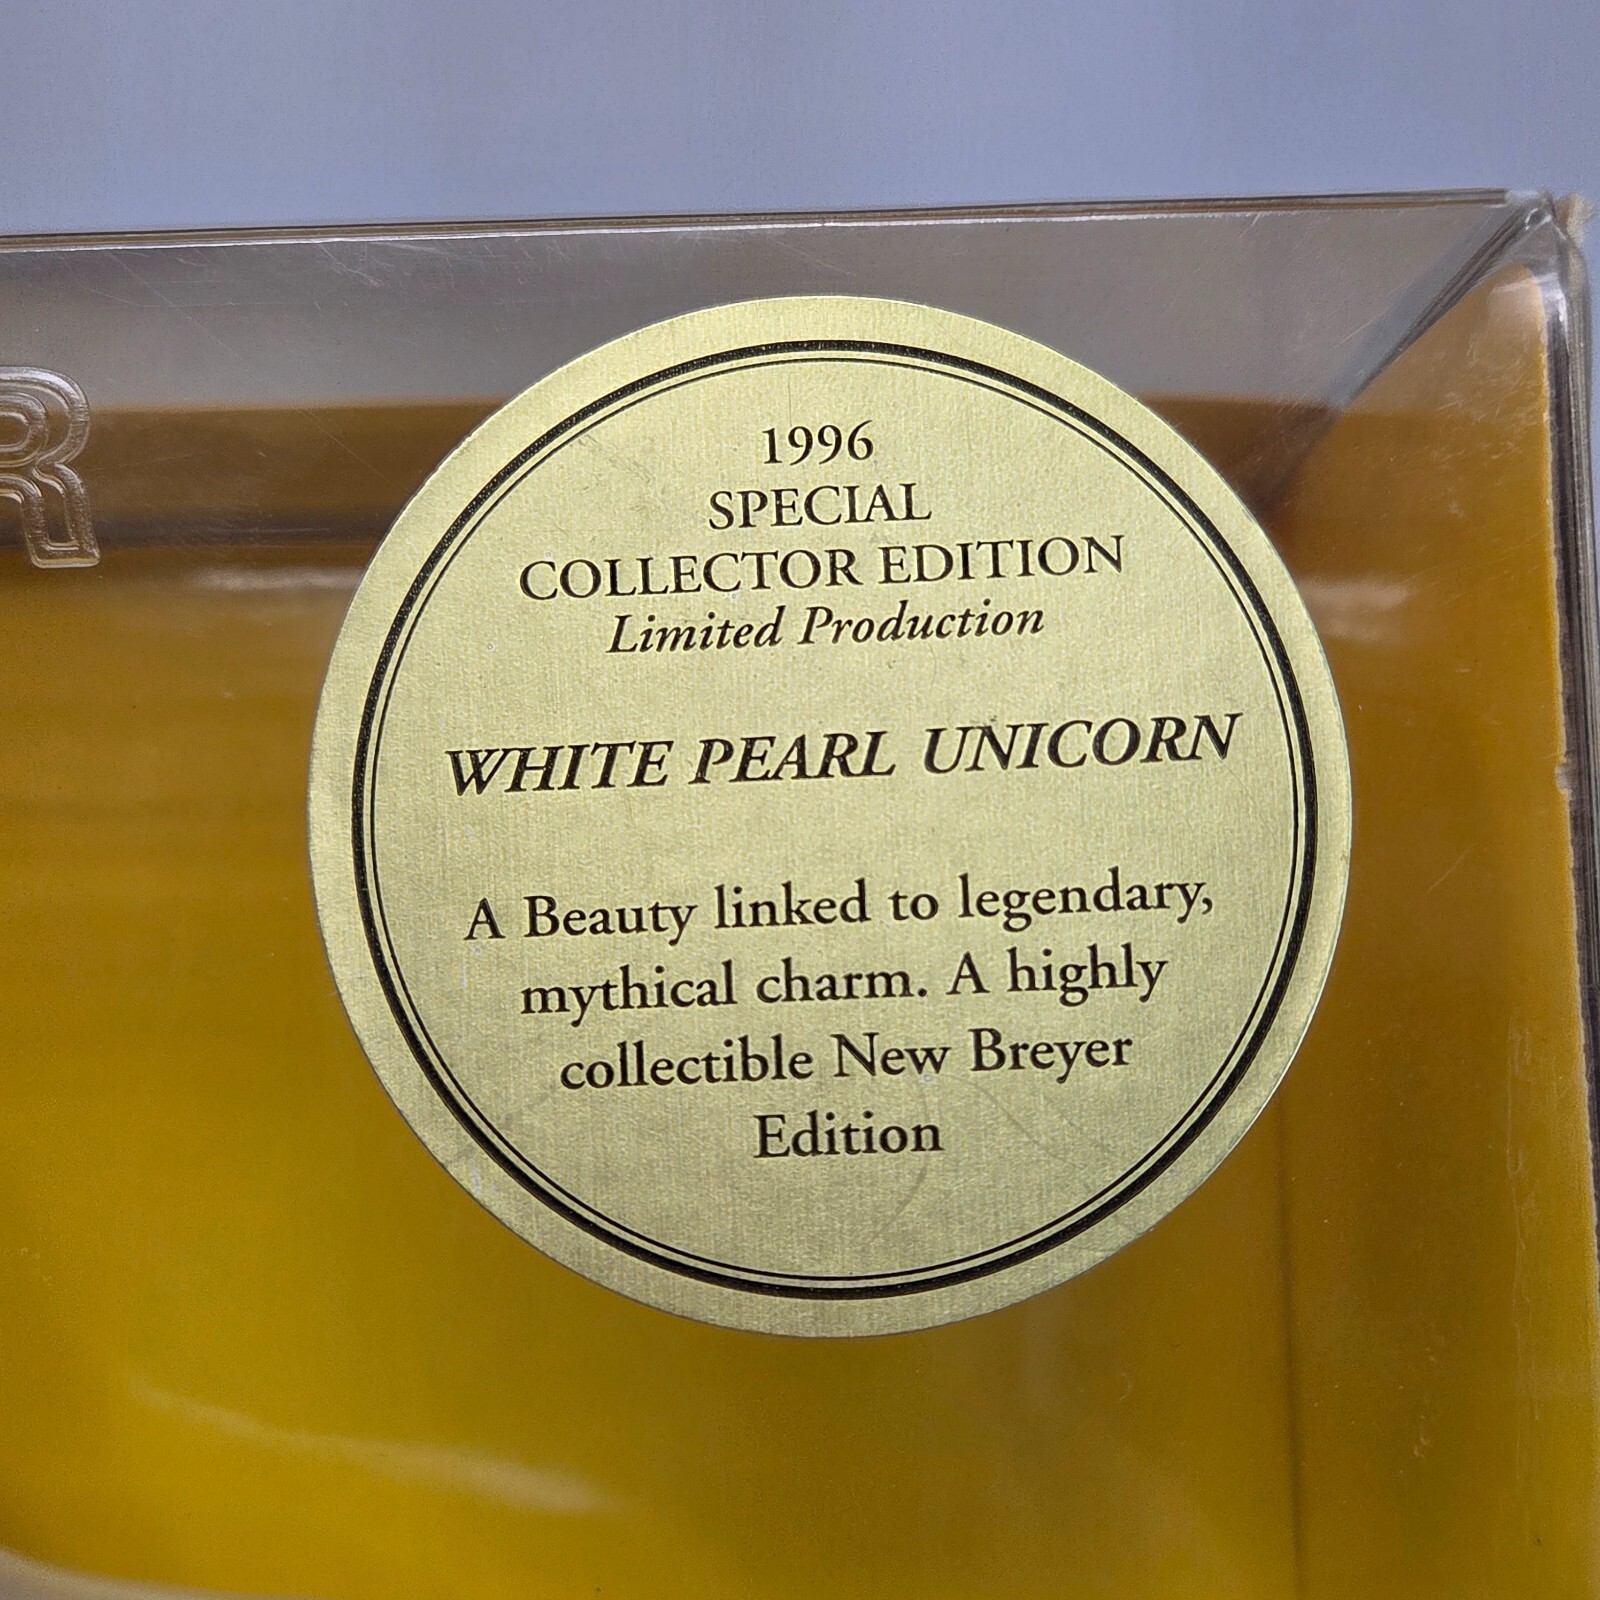 R
1996
SPECIAL
COLLECTOR EDITION
Limited Production
WHITE PEARL UNICORN
A Beauty linked to legendary,
mythical charm. A highly
collectible New Breyer
Edition